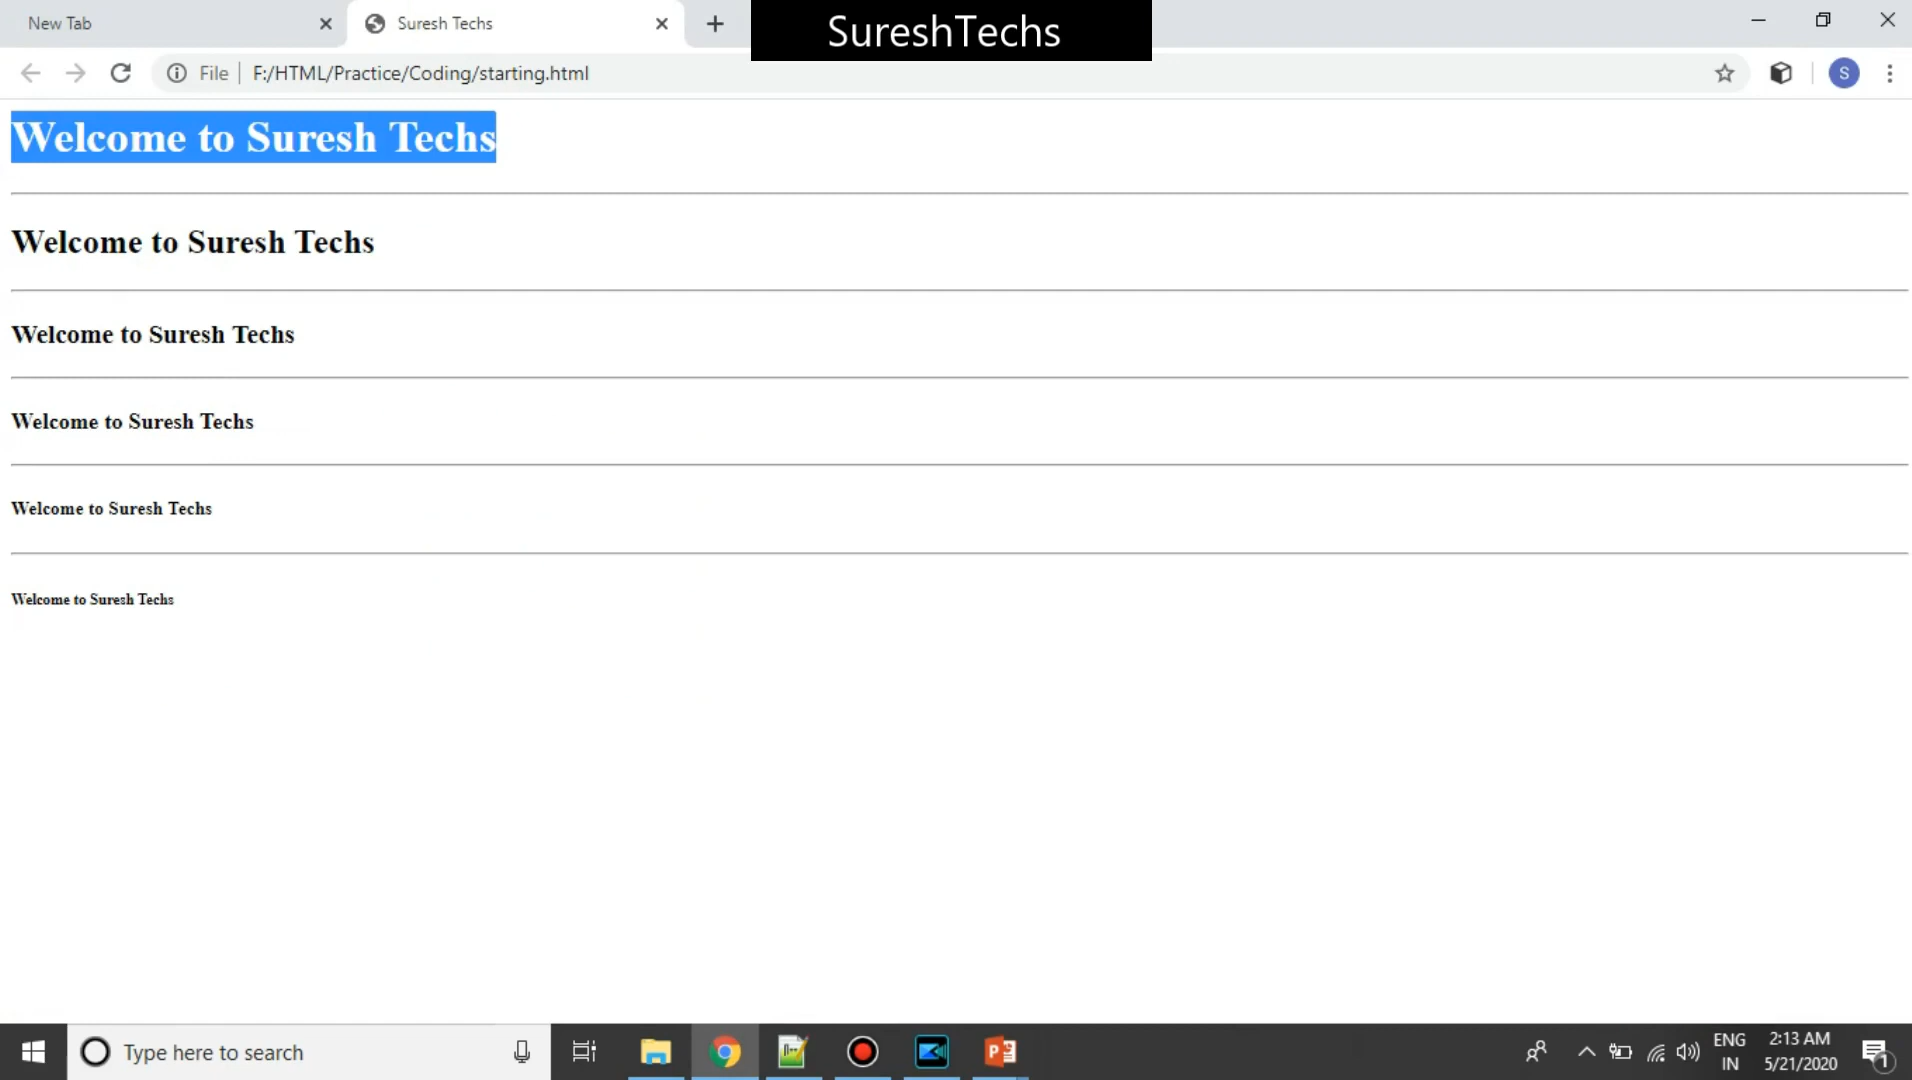 New Tab
Suresh Techs
SureshTechs
File
F:/HTML/Practice/Coding/starting.html
S
Welcome to Suresh Techs
Welcome to Suresh Techs
Welcome to Suresh Techs
Welcome to Suresh Techs
Welcome to Suresh Techs
Welcome to Suresh Techs
Type here to search
ENG
IN
2:13 AM
5/21/2020
1